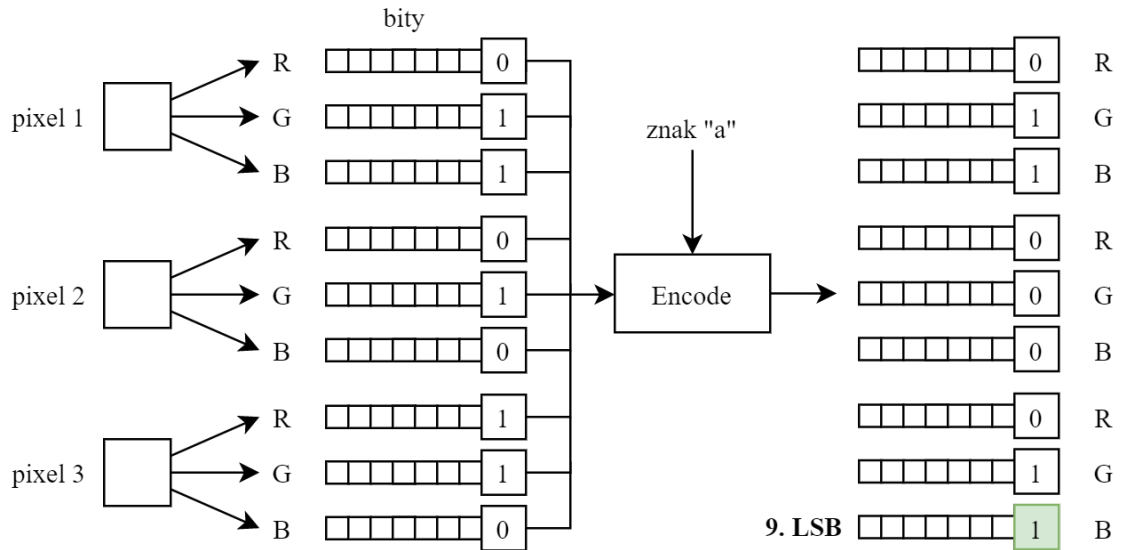 bity
R 0 0 R
pixel 1 G 1 1 G
B 1 1 B
znak "a"
R 0 0 R
pixel 2 G 1 Encode 0 G
B 0 0 B
R 1 0 R
pixel 3 G 1 1 G
B 0 9. LSB 1 B